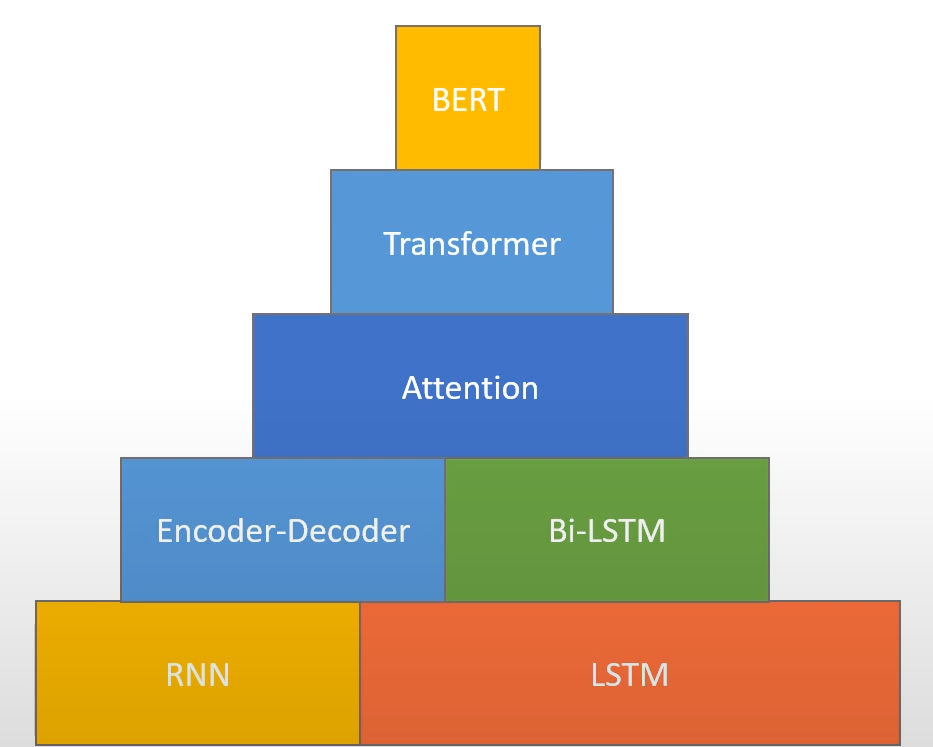 BERT
Transformer
Attention
Encoder-Decoder
Bi-LSTM
RNN
LSTM